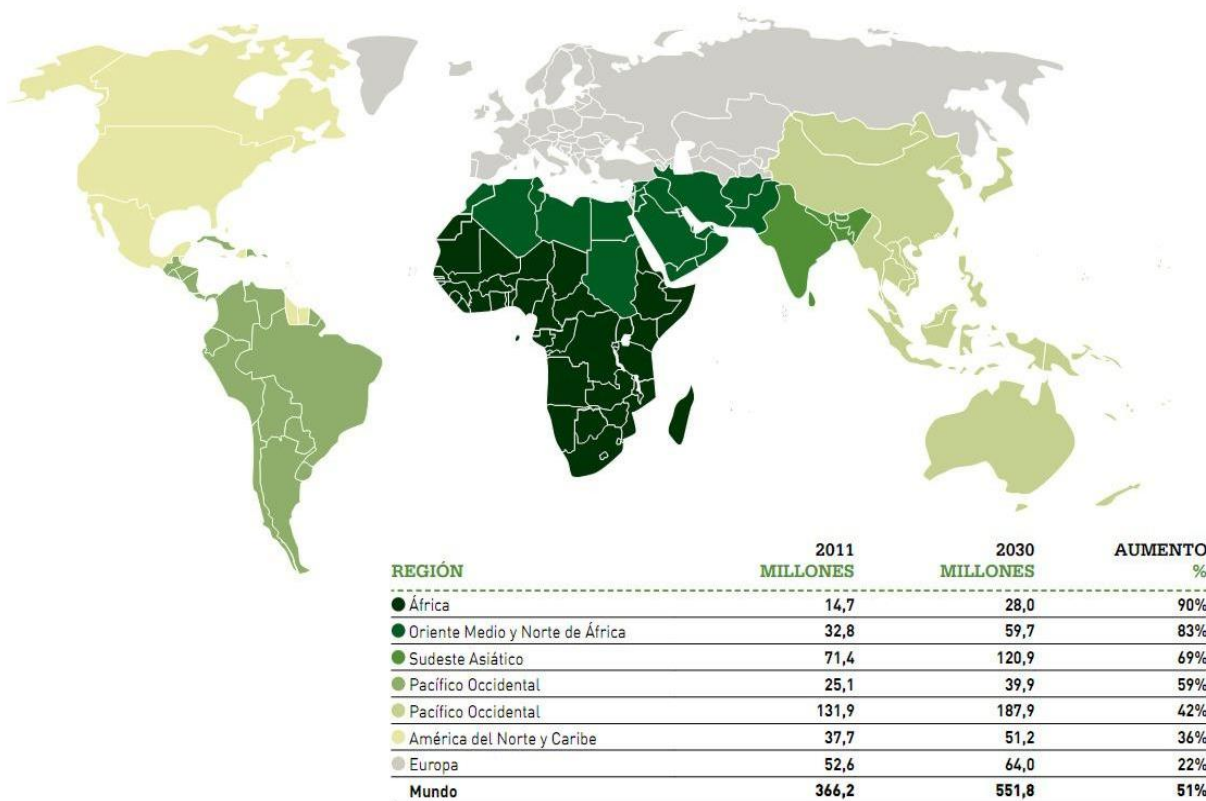 2011 2030 AUMENTO
REGIÓN MILLONES MILLONES %
África 14,7 28,0 90%
Oriente Medio y Norte de África 32,8 59,7 83%
Sudeste Asiático 71,4 120,9 69%
Pacífico Occidental 25,1 39,9 59%
Pacífico Occidental 131,9 187,9 42%
América del Norte y Caribe 37,7 51,2 36%
Europa 52,6 64,0 22%
Mundo 366,2 551,8 51%